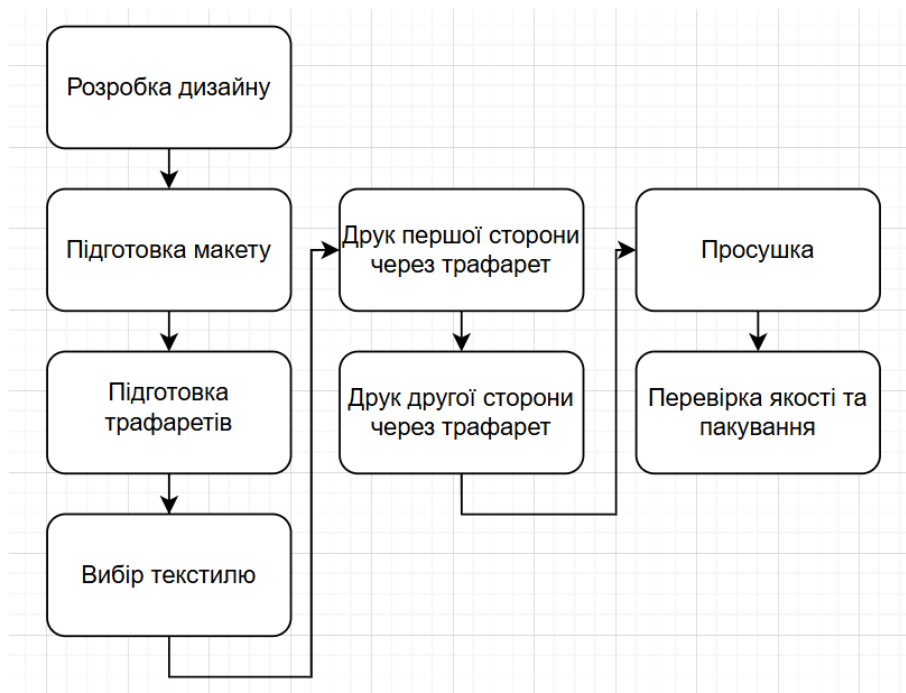 Розробка дизайну
Підготовка макету
Підготовка
трафаретів
Вибір текстилю
Друк першої сторони
через трафарет
Друк другої сторони
через трафарет
Просушка
Перевірка якості та
пакування